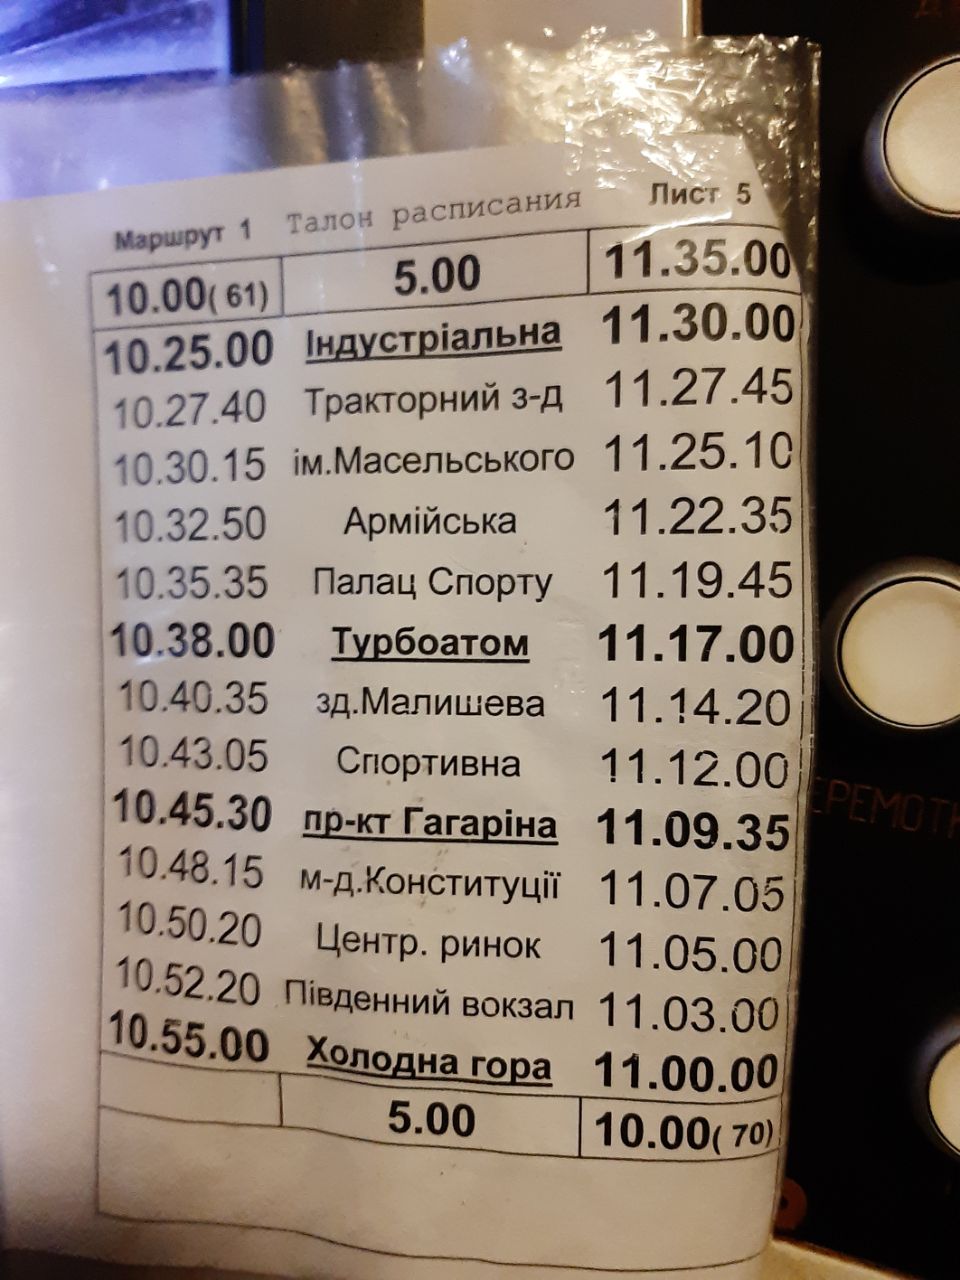 Маршрут 1 Талон расписания Лист 5
10.00( 61) 5.00 11.35.00
10.25.00 Індустріальна 11.30.00
10.27.40 Тракторний з-д 11.27.45
10.30.15 ім.Масельського 11.25.10
10.32.50 Армійська 11.22.35
10.35.35 Палац Спорту 11.19.45
10.38.00 Турбоатом 11.17.00
10.40.35 зд.Малишева 11.14.20
10.43.05 Спортивна 11.12.00
10.45.30 пр-кт Гагаріна 11.09.35
10.48.15 м-д.Конституції 11.07.05
10.50.20 Центр. ринок 11.05.00
10.52.20 Південний вокзал 11.03.00
10.55.00 Холодна гора 11.00.00
5.00 10.00( 70)